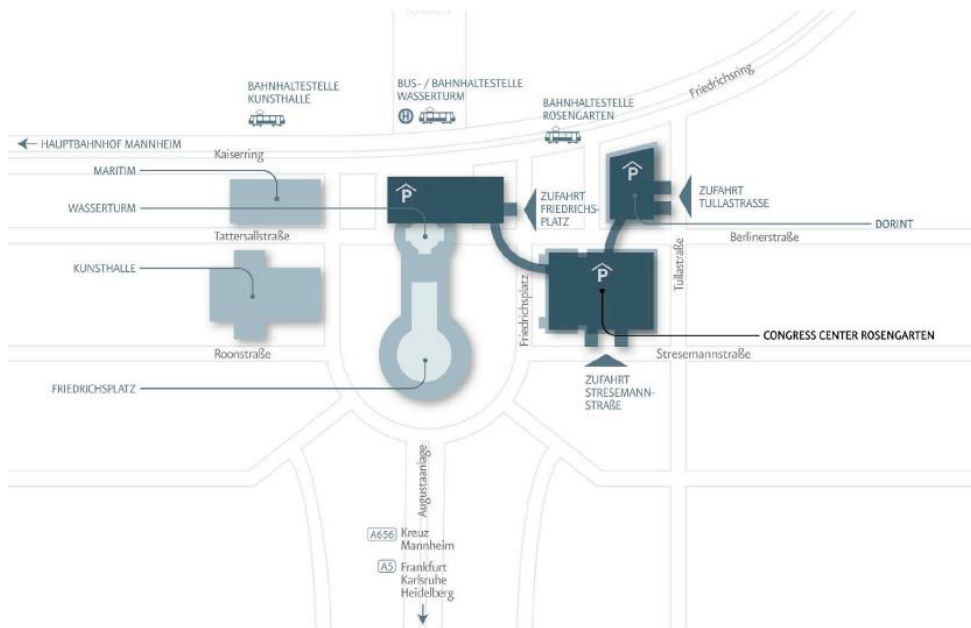 BAHNHALTESTELLE
KUNSTHALLE
BUS- / BAHNHALTESTELLE
WASSERTURM
H
BAHNHALTESTELLE
ROSENGARTEN
Friedrichsring
HAUPTBAHNHOF MANNHEIM
Kaiserring
MARITIM
P
P
ZUFAHRT
FRIEDRICHS-
PLATZ
ZUFAHRT
TULLASTRASSE
WASSERTURM
DORINT
Tattersallstraße
Berlinerstraße
KUNSTHALLE
P
Friedrichsplatz
Tullastraße
CONGRESS CENTER ROSENGARTEN
Roonstraße
Stresemannstraße
ZUFAHRT
STRESEMANN-
STRAßE
FRIEDRICHSPLATZ
Augustaanlage
A656 Kreuz
Mannheim
A5 Frankfurt
Karlsruhe
Heidelberg